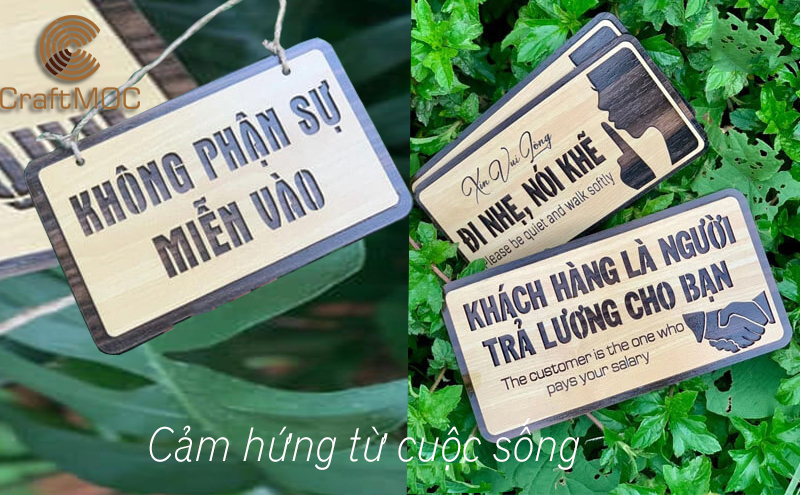 CraftMOC
KHÔNG PHẬN SỰ
MIỄN VÀO
Xin Vui Lòng
ĐI NHẸ, NÓI KHẼ
Please be quiet and walk softly
KHÁCH HÀNG LÀ NGƯỜI
TRẢ LƯƠNG CHO BẠN
The customer is the one who
pays your salary
Cảm hứng từ cuộc sống